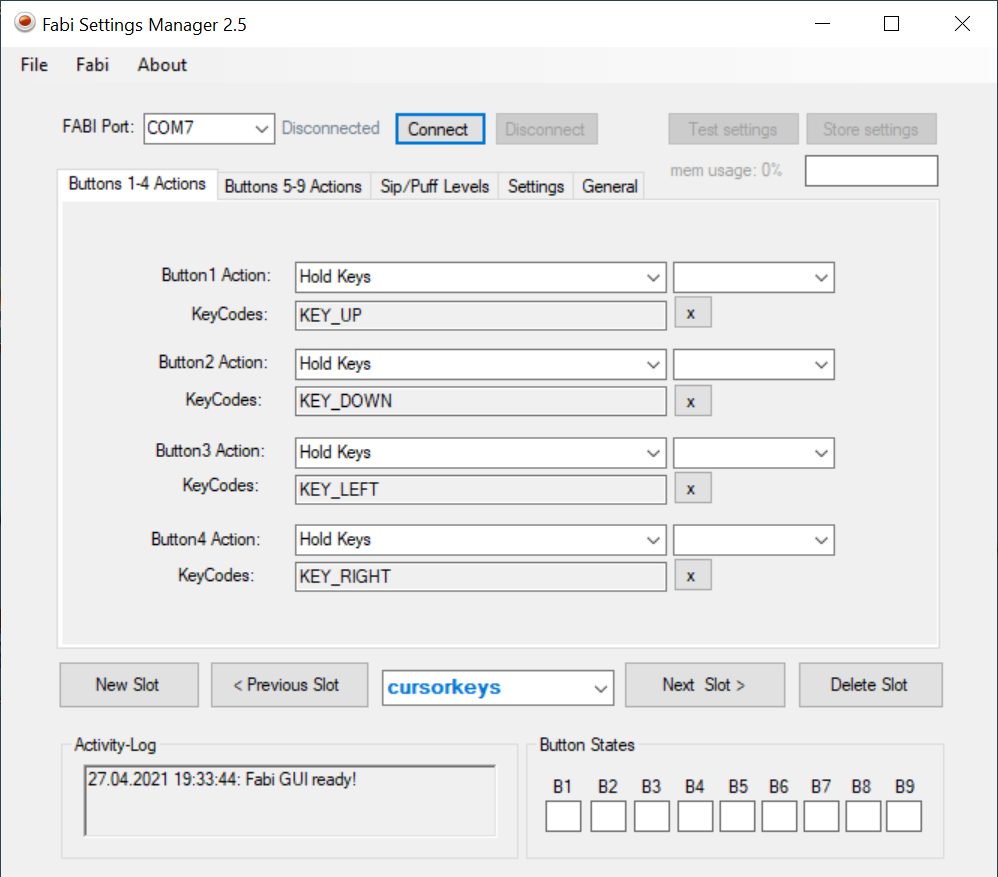 Fabi Settings Manager 2.5
File Fabi About
FABI Port: COM7 Disconnected Connect Disconnect Test settings Store settings
mem usage: 0%
Buttons 1-4 Actions Buttons 5-9 Actions Sip/Puff Levels Settings General
Button1 Action: Hold Keys
KeyCodes: KEY_UP x
Button2 Action: Hold Keys
KeyCodes: KEY_DOWN x
Button3 Action: Hold Keys
KeyCodes: KEY_LEFT x
Button4 Action: Hold Keys
KeyCodes: KEY_RIGHT x
New Slot < Previous Slot cursorkeys Next Slot > Delete Slot
Activity-Log Button States
27.04.2021 19:33:44: Fabi GUI ready!
B1 B2 B3 B4 B5 B6 B7 B8 B9